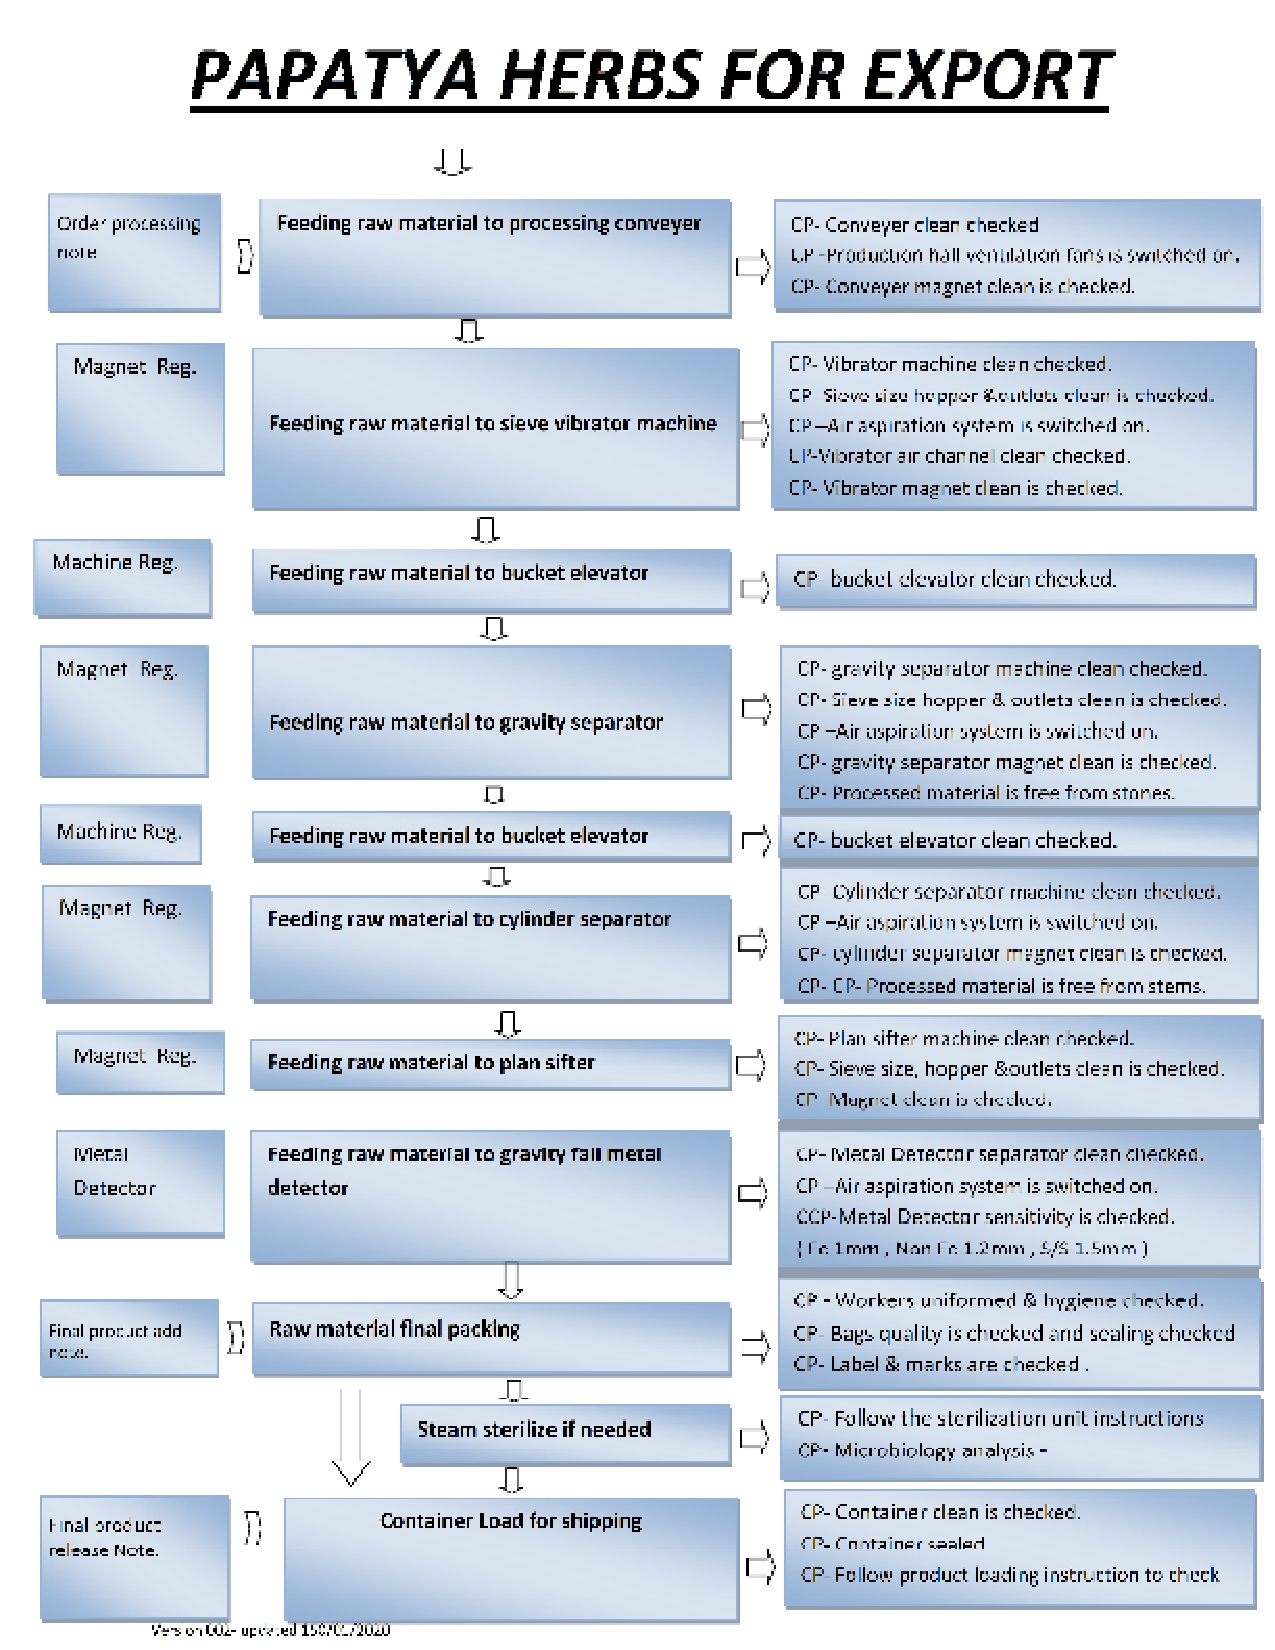 PAPATYA HERBS FOR EXPORT
Order processing
note
Feeding raw material to processing conveyer
CP- Conveyer clean checked
CP -Production hall ventilation fans is switched on.
CP- Conveyer magnet clean is checked.
Magnet Reg.
Feeding raw material to sieve vibrator machine
CP- Vibrator machine clean checked.
CP- Sieve size hopper &outlets clean is checked.
CP –Air aspiration system is switched on.
CP-Vibrator air channel clean checked.
CP- Vibrator magnet clean is checked.
Machine Reg.
Feeding raw material to bucket elevator
CP- bucket elevator clean checked.
Magnet Reg.
Feeding raw material to gravity separator
CP- gravity separator machine clean checked.
CP- Sieve size hopper & outlets clean is checked.
CP –Air aspiration system is switched on.
CP- gravity separator magnet clean is checked.
CP- Processed material is free from stones.
Machine Reg.
Feeding raw material to bucket elevator
CP- bucket elevator clean checked.
Magnet Reg.
Feeding raw material to cylinder separator
CP- Cylinder separator machine clean checked.
CP –Air aspiration system is switched on.
CP- cylinder separator magnet clean is checked.
CP- CP- Processed material is free from stems.
Magnet Reg.
Feeding raw material to plan sifter
CP- Plan sifter machine clean checked.
CP- Sieve size, hopper &outlets clean is checked.
CP- Magnet clean is checked.
Metal
Detector
Feeding raw material to gravity fall metal
detector
CP- Metal Detector separator clean checked.
CP –Air aspiration system is switched on.
CCP-Metal Detector sensitivity is checked.
( Fe 1mm , Non Fe 1.2mm , S/S 1.5mm )
Final product add
note.
Raw material final packing
CP - Workers uniformed & hygiene checked.
CP- Bags quality is checked and sealing checked
CP- Label & marks are checked .
Steam sterilize if needed
CP- Follow the sterilization unit instructions
CP- Microbiology analysis -
Final product
release Note.
Container Load for shipping
CP- Container clean is checked.
CP- Container sealed
CP- Follow product loading instruction to check
Version 002- updated